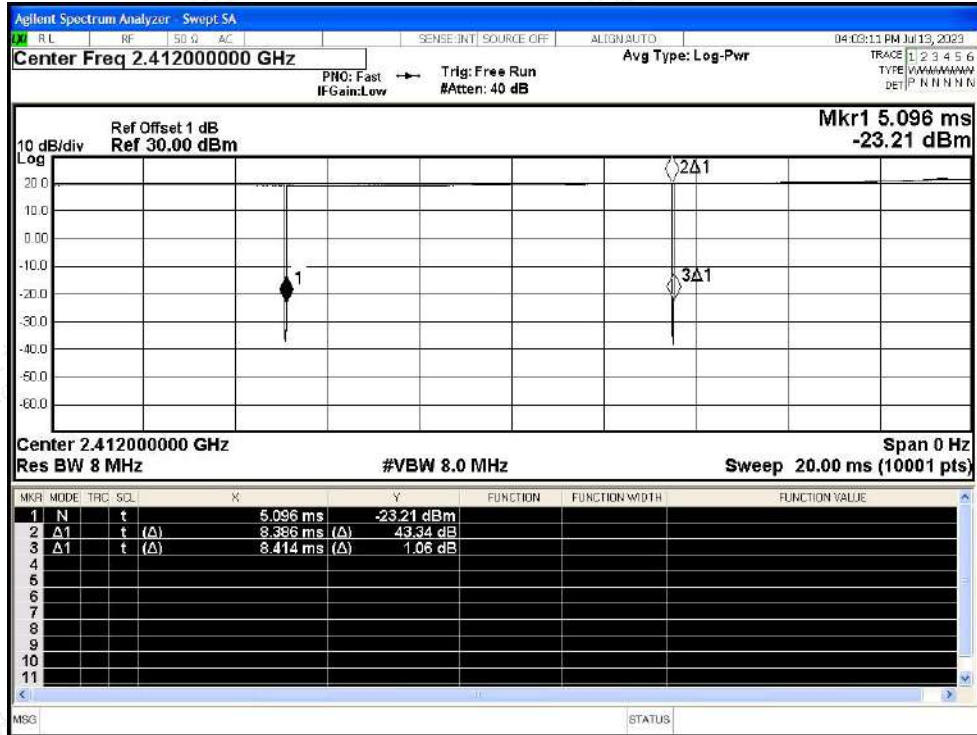 Agilent Spectrum Analyzer - Swept SA
LXI RL RF 50 Ω AC SENSE:INT SOURCE OFF ALIGNAUTO 04:03:11 PM Jul 13, 2023
Center Freq 2.412000000 GHz
PNO: Fast
IFGain:Low
Trig: Free Run
#Atten: 40 dB
Avg Type: Log-Pwr
TRACE 1 2 3 4 5 6
TYPE
DET P N N N N N
Mkr1 5.096 ms
-23.21 dBm
Ref Offset 1 dB
10 dB/div Ref 30.00 dBm
Log
20.0
10.0
0.00
-10.0
-20.0
-30.0
-40.0
-50.0
-60.0
2Δ1
1
3Δ1
Center 2.412000000 GHz Span 0 Hz
Res BW 8 MHz #VBW 8.0 MHz Sweep 20.00 ms (10001 pts)
MKR MODE TRC SCL X Y FUNCTION FUNCTION WIDTH FUNCTION VALUE
1 N t 5.096 ms -23.21 dBm
2 Δ1 t (Δ) 8.386 ms (Δ) 43.34 dB
3 Δ1 t (Δ) 8.414 ms (Δ) 1.06 dB
4
5
6
7
8
9
10
11
MSG STATUS